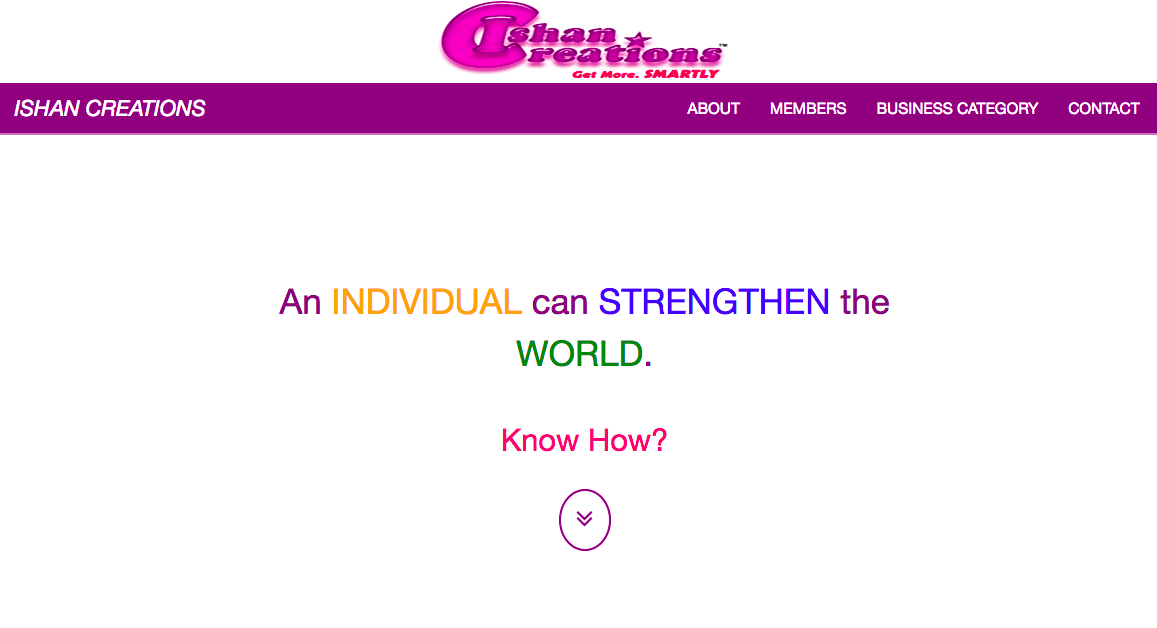 Ishan
Creations™
Get More. SMARTLY
ISHAN CREATIONS
ABOUT
MEMBERS
BUSINESS CATEGORY
CONTACT
An INDIVIDUAL can STRENGTHEN the
WORLD.
Know How?